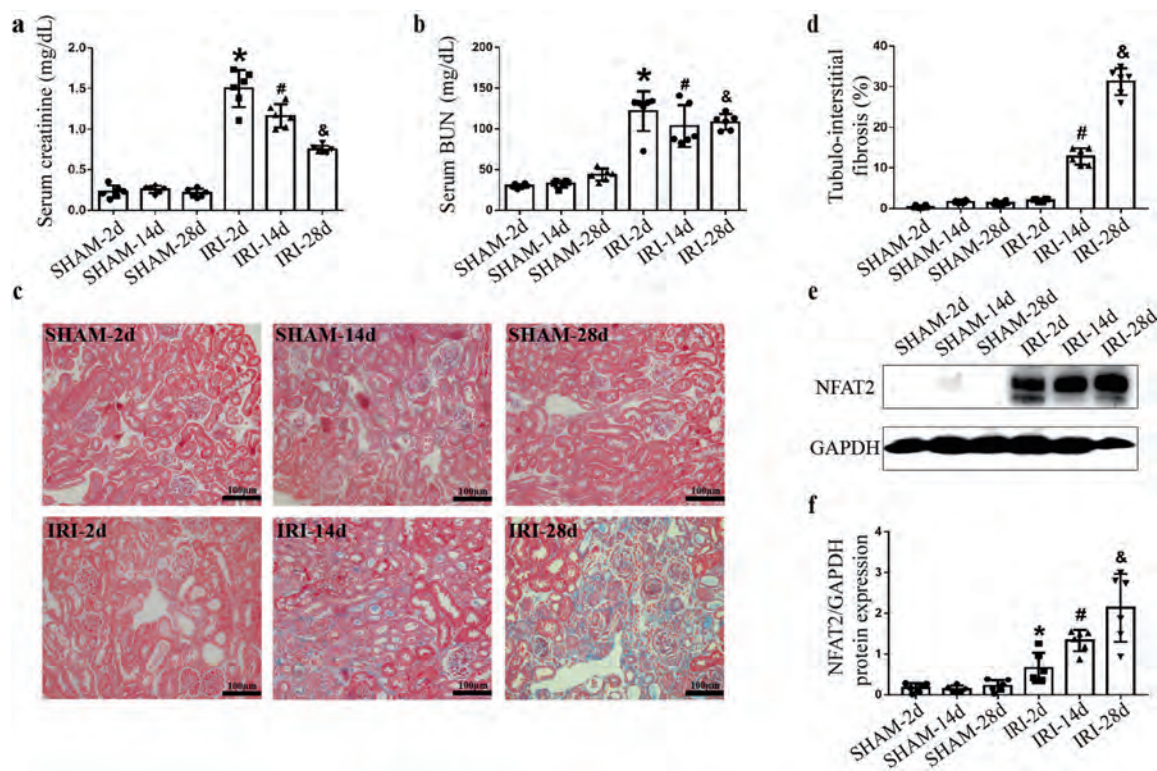 a
Serum creatinine (mg/dL)
2.0
1.5
1.0
0.5
0.0
*
#
&
SHAM-2d
SHAM-14d
SHAM-28d
IRI-2d
IRI-14d
IRI-28d
b
Serum BUN (mg/dL)
200
150
100
50
0
*
#
&
SHAM-2d
SHAM-14d
SHAM-28d
IRI-2d
IRI-14d
IRI-28d
d
Tubulo-interstitial
fibrosis (%)
40
30
20
10
0
#
&
SHAM-2d
SHAM-14d
SHAM-28d
IRI-2d
IRI-14d
IRI-28d
c
SHAM-2d
100μm
SHAM-14d
100μm
SHAM-28d
100μm
IRI-2d
100μm
IRI-14d
100μm
IRI-28d
100μm
e
SHAM-2d
SHAM-14d
SHAM-28d
IRI-2d
IRI-14d
IRI-28d
NFAT2
GAPDH
f
NFAT2/GAPDH
protein expression
4
3
2
1
0
*
#
&
SHAM-2d
SHAM-14d
SHAM-28d
IRI-2d
IRI-14d
IRI-28d